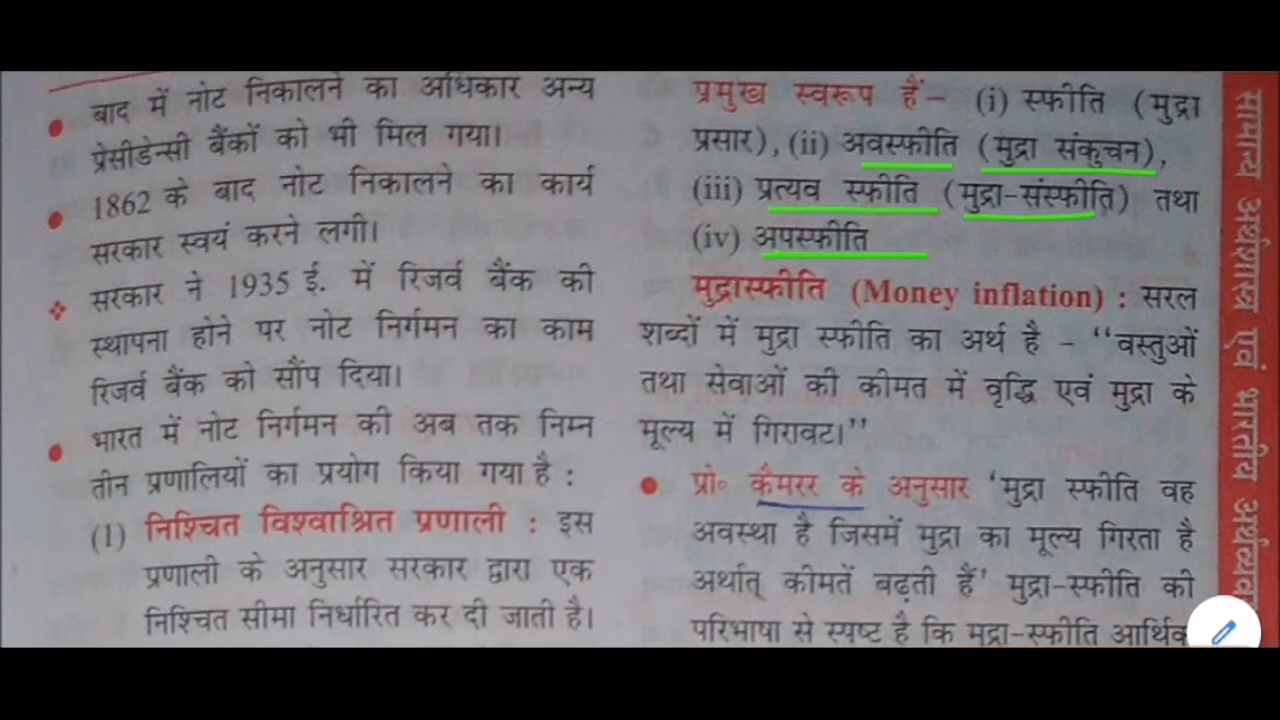 बाद में नोट निकालने का अधिकार अन्य
प्रेसीडेन्सी बैंकों को भी मिल गया।
1862 के बाद नोट निकालने का कार्य
सरकार स्वयं करने लगी।
सरकार ने 1935 ई. में रिजर्व बैंक की
स्थापना होने पर नोट निर्गमन का काम
रिजर्व बैंक को सौंप दिया।
भारत में नोट निर्गमन की अब तक निम्न
तीन प्रणालियों का प्रयोग किया गया है :
(1) निश्चित विश्वाश्रित प्रणाली : इस
प्रणाली के अनुसार सरकार द्वारा एक
निश्चित सीमा निर्धारित कर दी जाती है।
प्रमुख स्वरूप हैं– (i) स्फीति (मुद्रा
प्रसार), (ii) अवस्फीति (मुद्रा संकुचन),
(iii) प्रत्यव स्फीति (मुद्रा-संस्फीति) तथा
(iv) अपस्फीति
मुद्रास्फीति (Money inflation) : सरल
शब्दों में मुद्रा स्फीति का अर्थ है – ‘‘वस्तुओं
तथा सेवाओं की कीमत में वृद्धि एवं मुद्रा के
मूल्य में गिरावट।’’
प्रो॰ कैमरर के अनुसार ‘मुद्रा स्फीति वह
अवस्था है जिसमें मुद्रा का मूल्य गिरता है
अर्थात् कीमतें बढ़ती हैं’ मुद्रा-स्फीति की
परिभाषा से स्पष्ट है कि मुद्रा-स्फीति आर्थिक
सामान्य अर्थशास्त्र एवं भारतीय